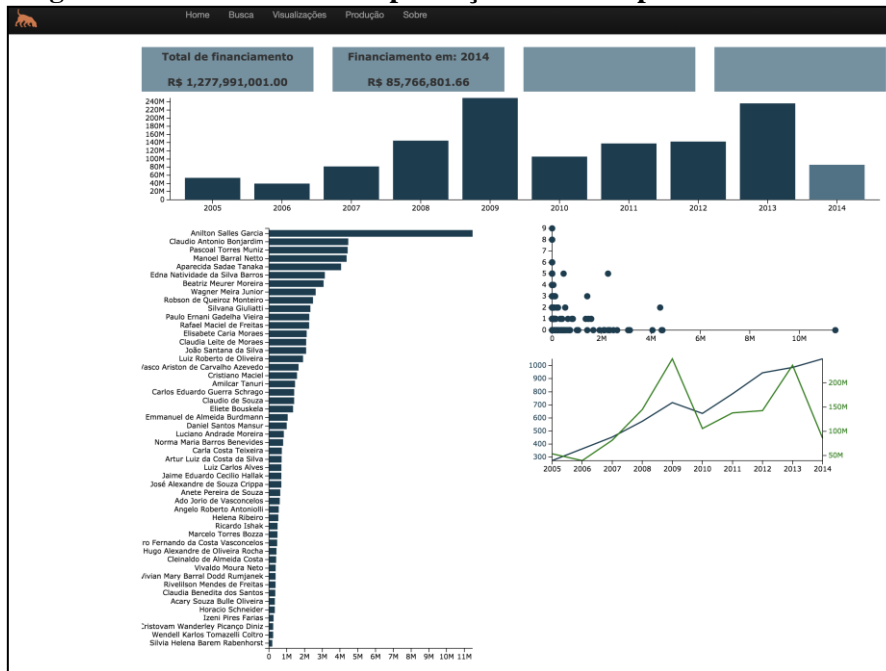 Home Busca Visualizações Produção Sobre
Total de financiamento
R$ 1,277,991,001.00
Financiamento em: 2014
R$ 85,766,801.66
240M
220M
200M
180M
160M
140M
120M
100M
80M
60M
40M
20M
0
2005 2006 2007 2008 2009 2010 2011 2012 2013 2014
Anilton Salles Garcia
Claudio Antonio Bonjardim
Pascoal Torres Muniz
Manoel Barral Netto
Aparecida Sadae Tanaka
Edna Natividade da Silva Barros
Beatriz Meurer Moreira
Wagner Meira Junior
Robson de Queiroz Monteiro
Silvana Giuliatti
Paulo Ernani Gadelha Vieira
Rafael Maciel de Freitas
Elisabete Caria Moraes
Claudia Leite de Moraes
João Santana da Silva
Luiz Roberto de Oliveira
Vasco Ariston de Carvalho Azevedo
Cristiano Maciel
Amilcar Tanuri
Carlos Eduardo Guerra Schrago
Claudio de Souza
Eliete Bouskela
Emmanuel de Almeida Burdmann
Daniel Santos Mansur
Luciano Andrade Moreira
Norma Maria Barros Benevides
Carla Costa Teixeira
Artur Luiz da Costa da Silva
Luiz Carlos Alves
Jaime Eduardo Cecilio Hallak
José Alexandre de Souza Crippa
Anete Pereira de Souza
Ado Jorio de Vasconcelos
Angelo Roberto Antoniolli
Helena Ribeiro
Ricardo Ishak
Marcelo Torres Bozza
ro Fernando da Costa Vasconcelos
Hugo Alexandre de Oliveira Rocha
Cleinaldo de Almeida Costa
Vivaldo Moura Neto
Vivian Mary Barral Dodd Rumjanek
Rivelilson Mendes de Freitas
Claudia Benedita dos Santos
Acary Souza Bulle Oliveira
Horacio Schneider
Izeni Pires Farias
Cristovam Wanderley Picanço Diniz
Wendell Karlos Tomazelli Coltro
Silvia Helena Barem Rabenhorst
0 1M 2M 3M 4M 5M 6M 7M 8M 9M 10M 11M
9
8
7
6
5
4
3
2
1
0
0 2M 4M 6M 8M 10M
1000
900
800
700
600
500
400
300
200M
150M
100M
50M
2005 2006 2007 2008 2009 2010 2011 2012 2013 2014